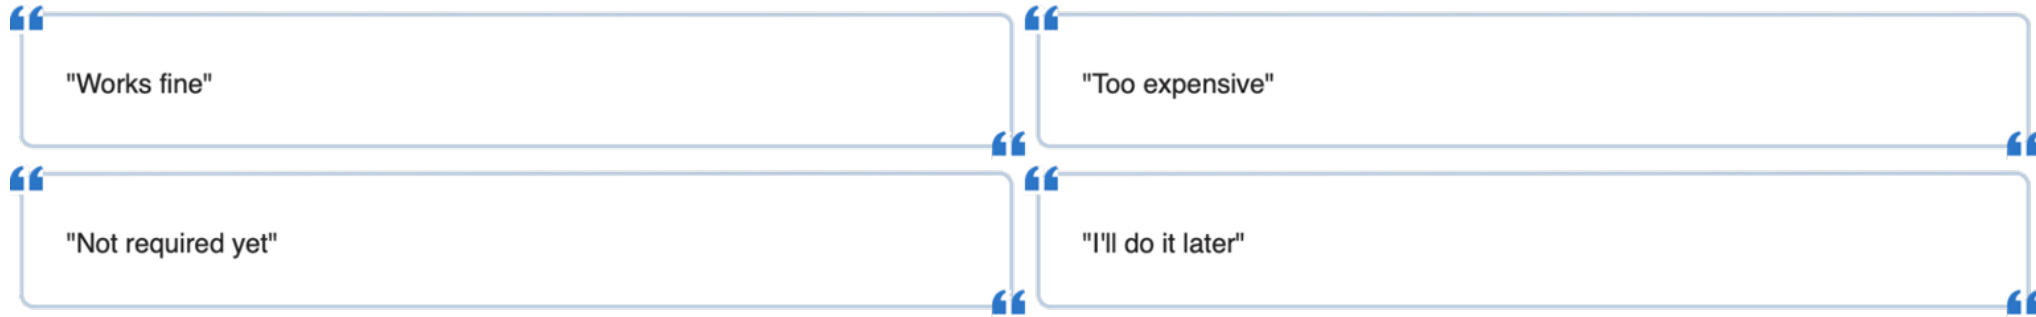 "Works fine"
"Too expensive"
"Not required yet"
"I'll do it later"